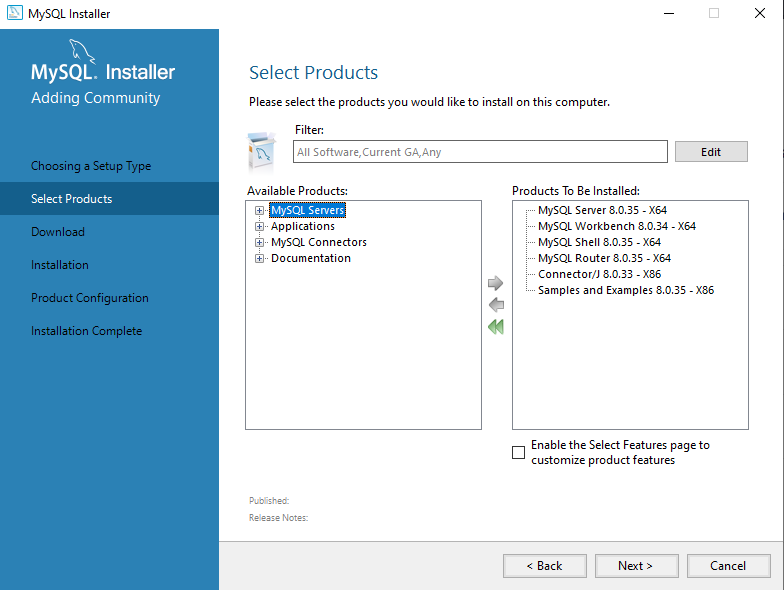 MySQL Installer
MySQL. Installer
Adding Community
Choosing a Setup Type
Select Products
Download
Installation
Product Configuration
Installation Complete
Select Products
Please select the products you would like to install on this computer.
Filter:
All Software,Current GA,Any
Edit
Available Products:
MySQL Servers
Applications
MySQL Connectors
Documentation
Products To Be Installed:
MySQL Server 8.0.35 - X64
MySQL Workbench 8.0.34 - X64
MySQL Shell 8.0.35 - X64
MySQL Router 8.0.35 - X64
Connector/J 8.0.33 - X86
Samples and Examples 8.0.35 - X86
Enable the Select Features page to
customize product features
Published:
Release Notes:
< Back
Next >
Cancel